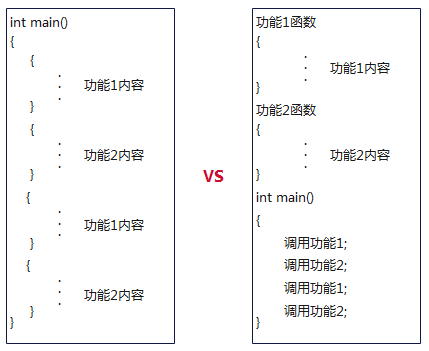 int main()
{
{
.
.
.
功能1内容
}
{
.
.
.
功能2内容
}
{
.
.
.
功能1内容
}
{
.
.
.
功能2内容
}
}
VS
功能1函数
{
.
.
.
功能1内容
}
功能2函数
{
.
.
.
功能2内容
}
int main()
{
调用功能1;
调用功能2;
调用功能1;
调用功能2;
}